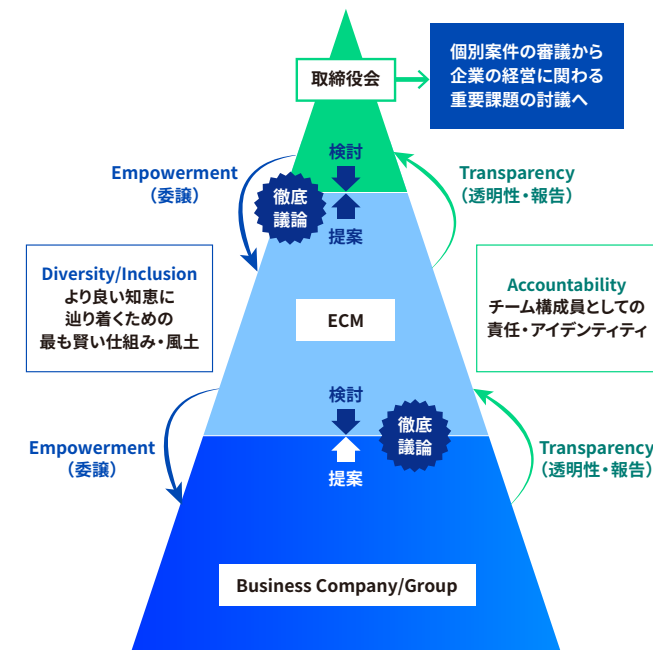 取締役会
個別案件の審議から
企業の経営に関わる
重要課題の討議へ
検討
Empowerment
（委譲）
Transparency
（透明性・報告）
徹底
議論
提案
Diversity/Inclusion
より良い知恵に
辿り着くための
最も賢い仕組み・風土
ECM
Accountability
チーム構成員としての
責任・アイデンティティ
検討
徹底
議論
Empowerment
（委譲）
提案
Transparency
（透明性・報告）
Business Company/Group